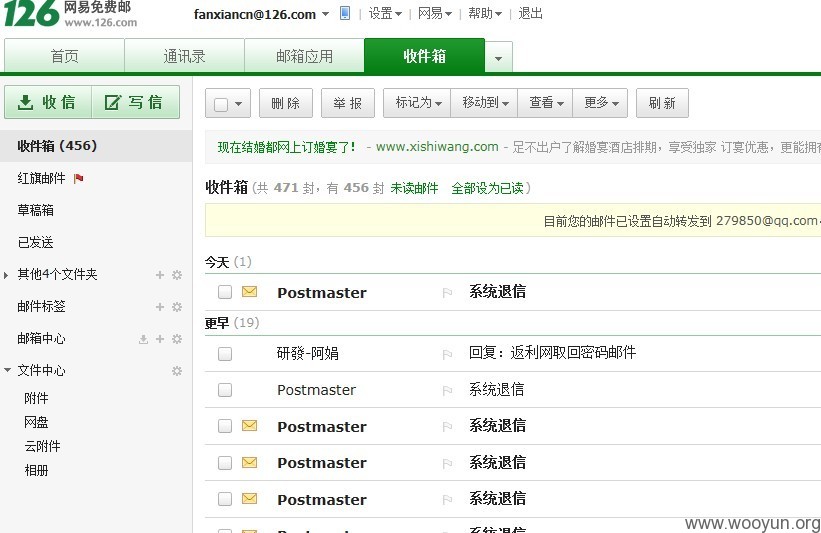 126 网易免费邮
www.126.com
fanxiancn@126.com 设置 | 网易 | 帮助 | 退出
首页 通讯录 邮箱应用 收件箱
收信 写信
删除 举报 标记为 移动到 查看 更多 刷新
收件箱 (456)
红旗邮件
草稿箱
已发送
其他4个文件夹
邮件标签
邮箱中心
文件中心
附件
网盘
云附件
相册
现在结婚都网上订婚宴了! - www.xishiwang.com - 足不出户了解婚宴酒店排期，享受独家 订宴优惠，更能拥有
收件箱 (共 471 封，有 456 封 未读邮件 全部设为已读)
目前您的邮件已设置自动转发到 279850@qq.com
今天 (1)
Postmaster 系统退信
更早 (19)
研發-阿娟 回复：返利网取回密码邮件
Postmaster 系统退信
Postmaster 系统退信
Postmaster 系统退信
Postmaster 系统退信
www.wooyun.org